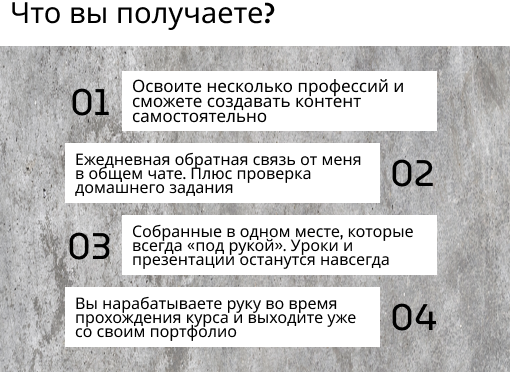 Что вы получаете?
01
Освоите несколько профессий и
сможете создавать контент
самостоятельно
Ежедневная обратная связь от меня
в общем чате. Плюс проверка
домашнего задания
02
03
Собранные в одном месте, которые
всегда «под рукой». Уроки и
презентации останутся навсегда
Вы нарабатываете руку во время
прохождения курса и выходите уже
со своим портфолио
04